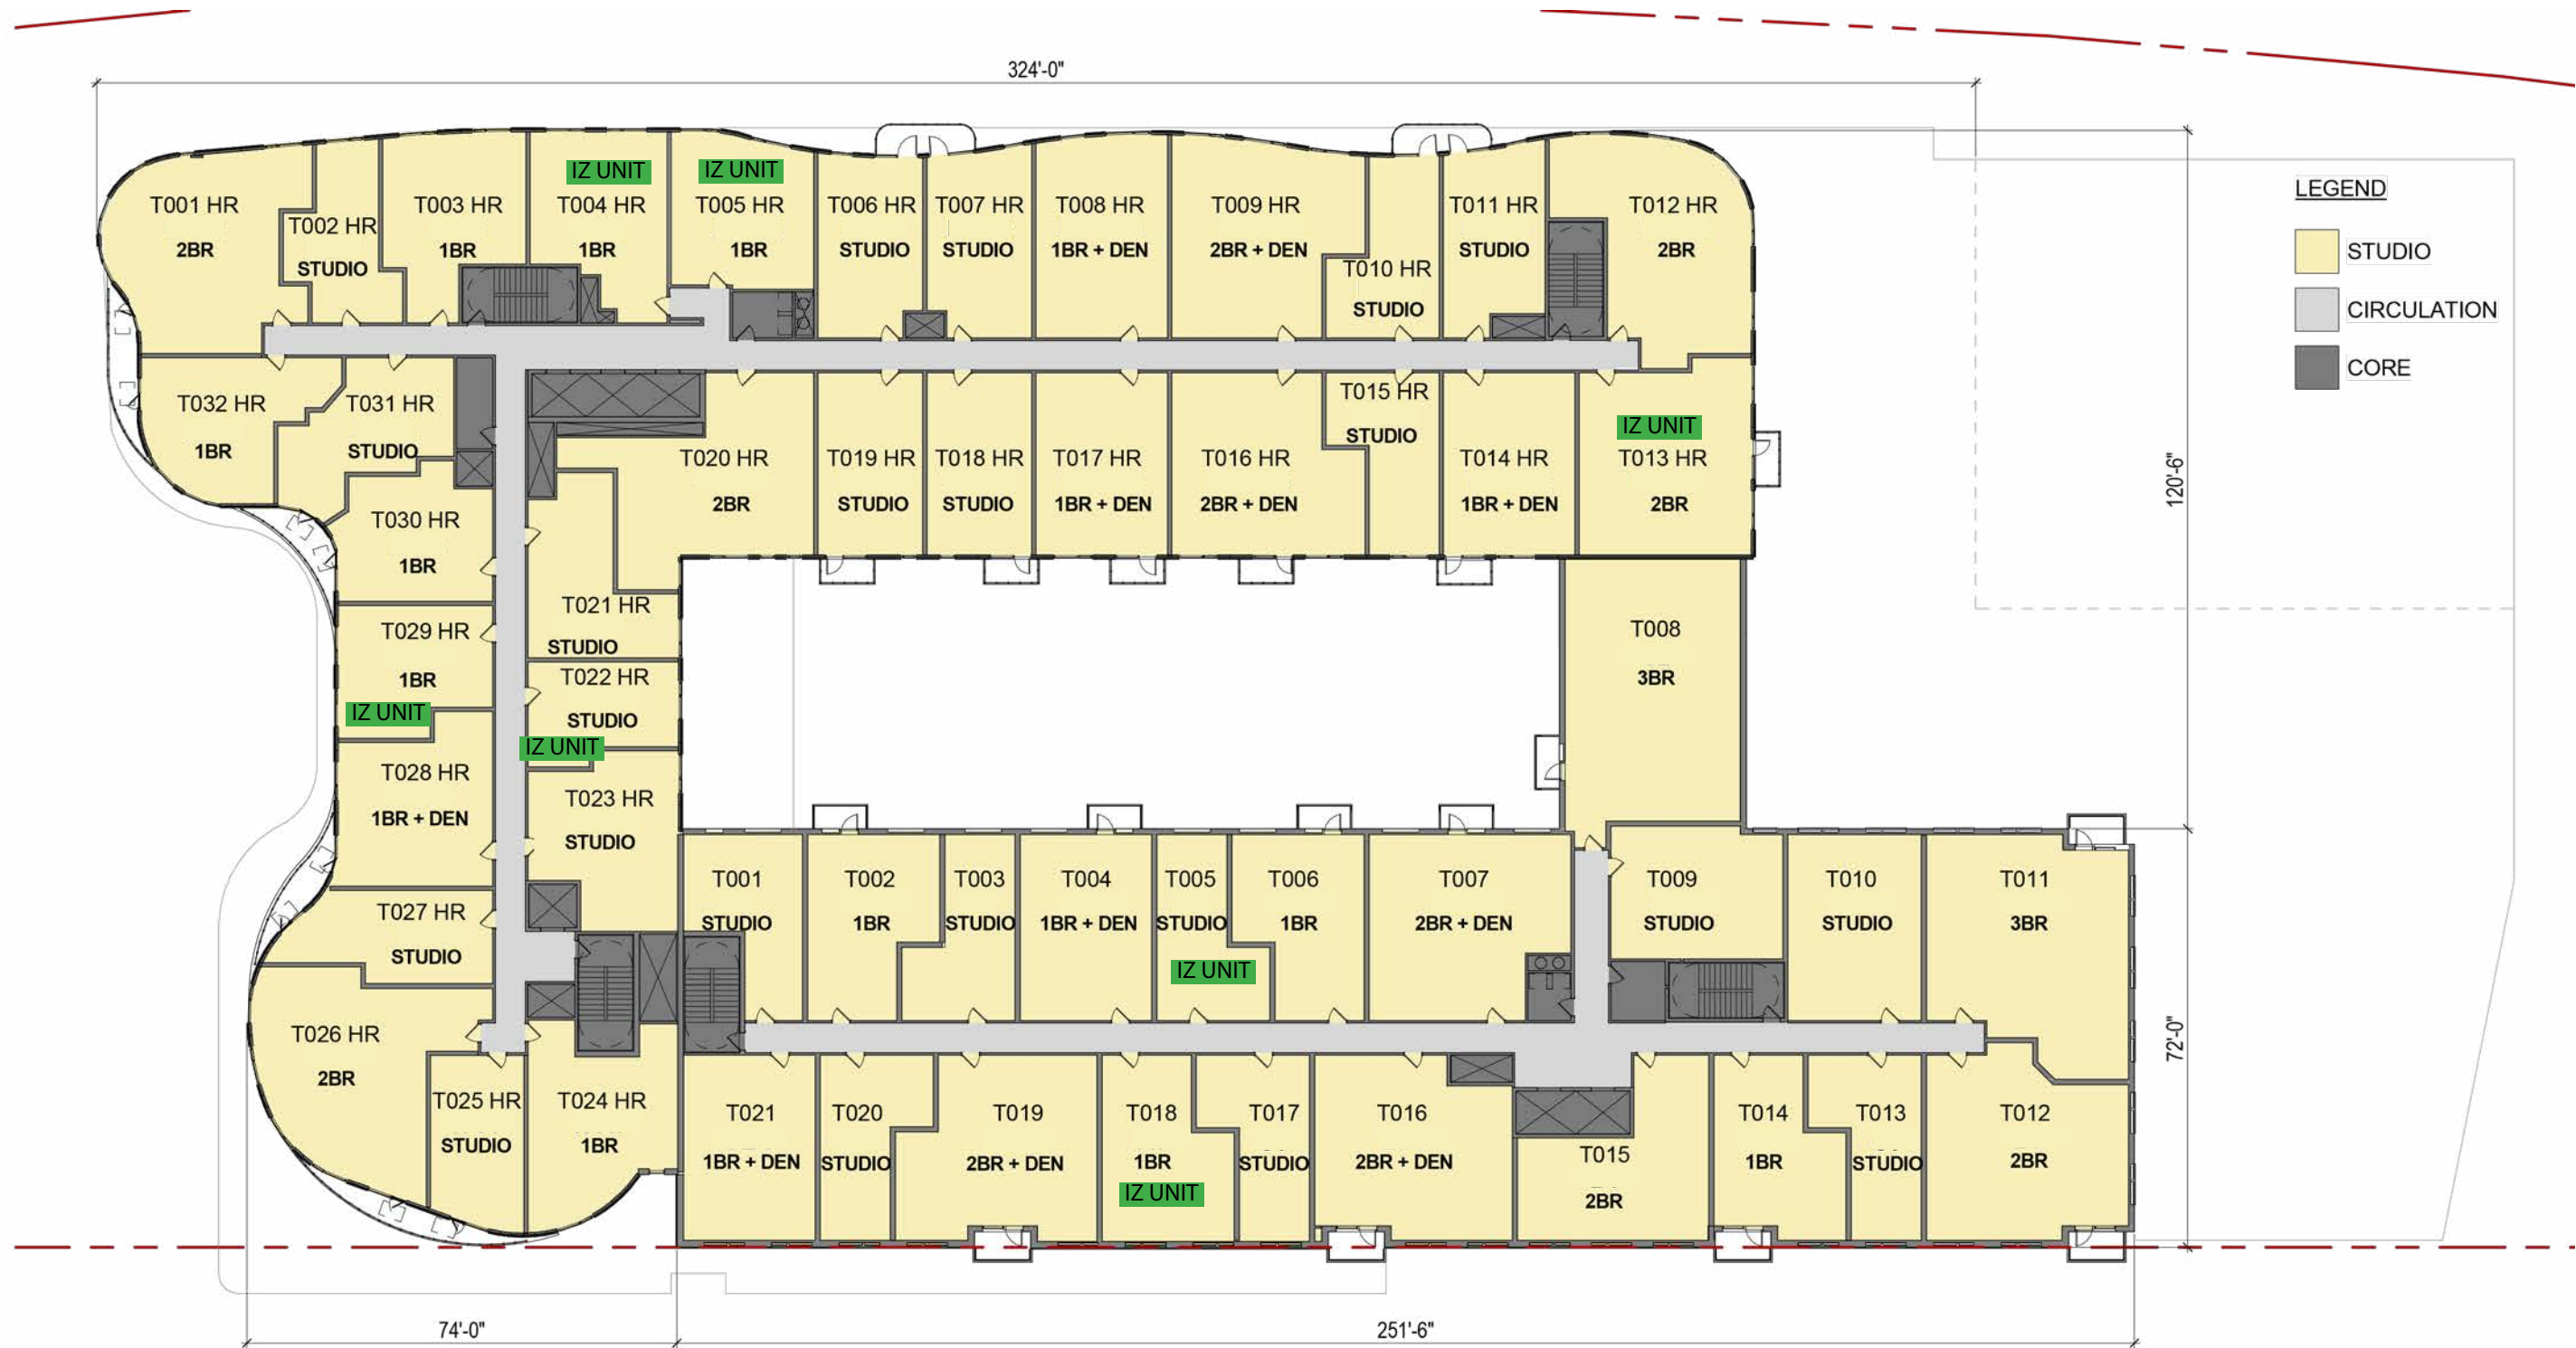 324'-0"
IZ UNIT
IZ UNIT
T001 HR
2BR
T002 HR
STUDIO
T003 HR
1BR
T004 HR
1BR
T005 HR
1BR
T006 HR
STUDIO
T007 HR
STUDIO
T008 HR
1BR + DEN
T009 HR
2BR + DEN
T010 HR
STUDIO
T011 HR
STUDIO
T012 HR
2BR
LEGEND
STUDIO
CIRCULATION
CORE
T032 HR
1BR
T031 HR
STUDIO
T020 HR
2BR
T019 HR
STUDIO
T018 HR
STUDIO
T017 HR
1BR + DEN
T016 HR
2BR + DEN
T015 HR
STUDIO
T014 HR
1BR + DEN
IZ UNIT
T013 HR
2BR
120'-6"
T030 HR
1BR
T021 HR
STUDIO
T029 HR
1BR
IZ UNIT
T022 HR
STUDIO
IZ UNIT
T008
3BR
T028 HR
1BR + DEN
T023 HR
STUDIO
T027 HR
STUDIO
T001
STUDIO
T002
1BR
T003
STUDIO
T004
1BR + DEN
T005
STUDIO
IZ UNIT
T006
1BR
T007
2BR + DEN
T009
STUDIO
T010
STUDIO
T011
3BR
T026 HR
2BR
T025 HR
STUDIO
T024 HR
1BR
T021
1BR + DEN
T020
STUDIO
T019
2BR + DEN
T018
1BR
IZ UNIT
T017
STUDIO
T016
2BR + DEN
T015
2BR
T014
1BR
T013
STUDIO
T012
2BR
72'-0"
74'-0"
251'-6"